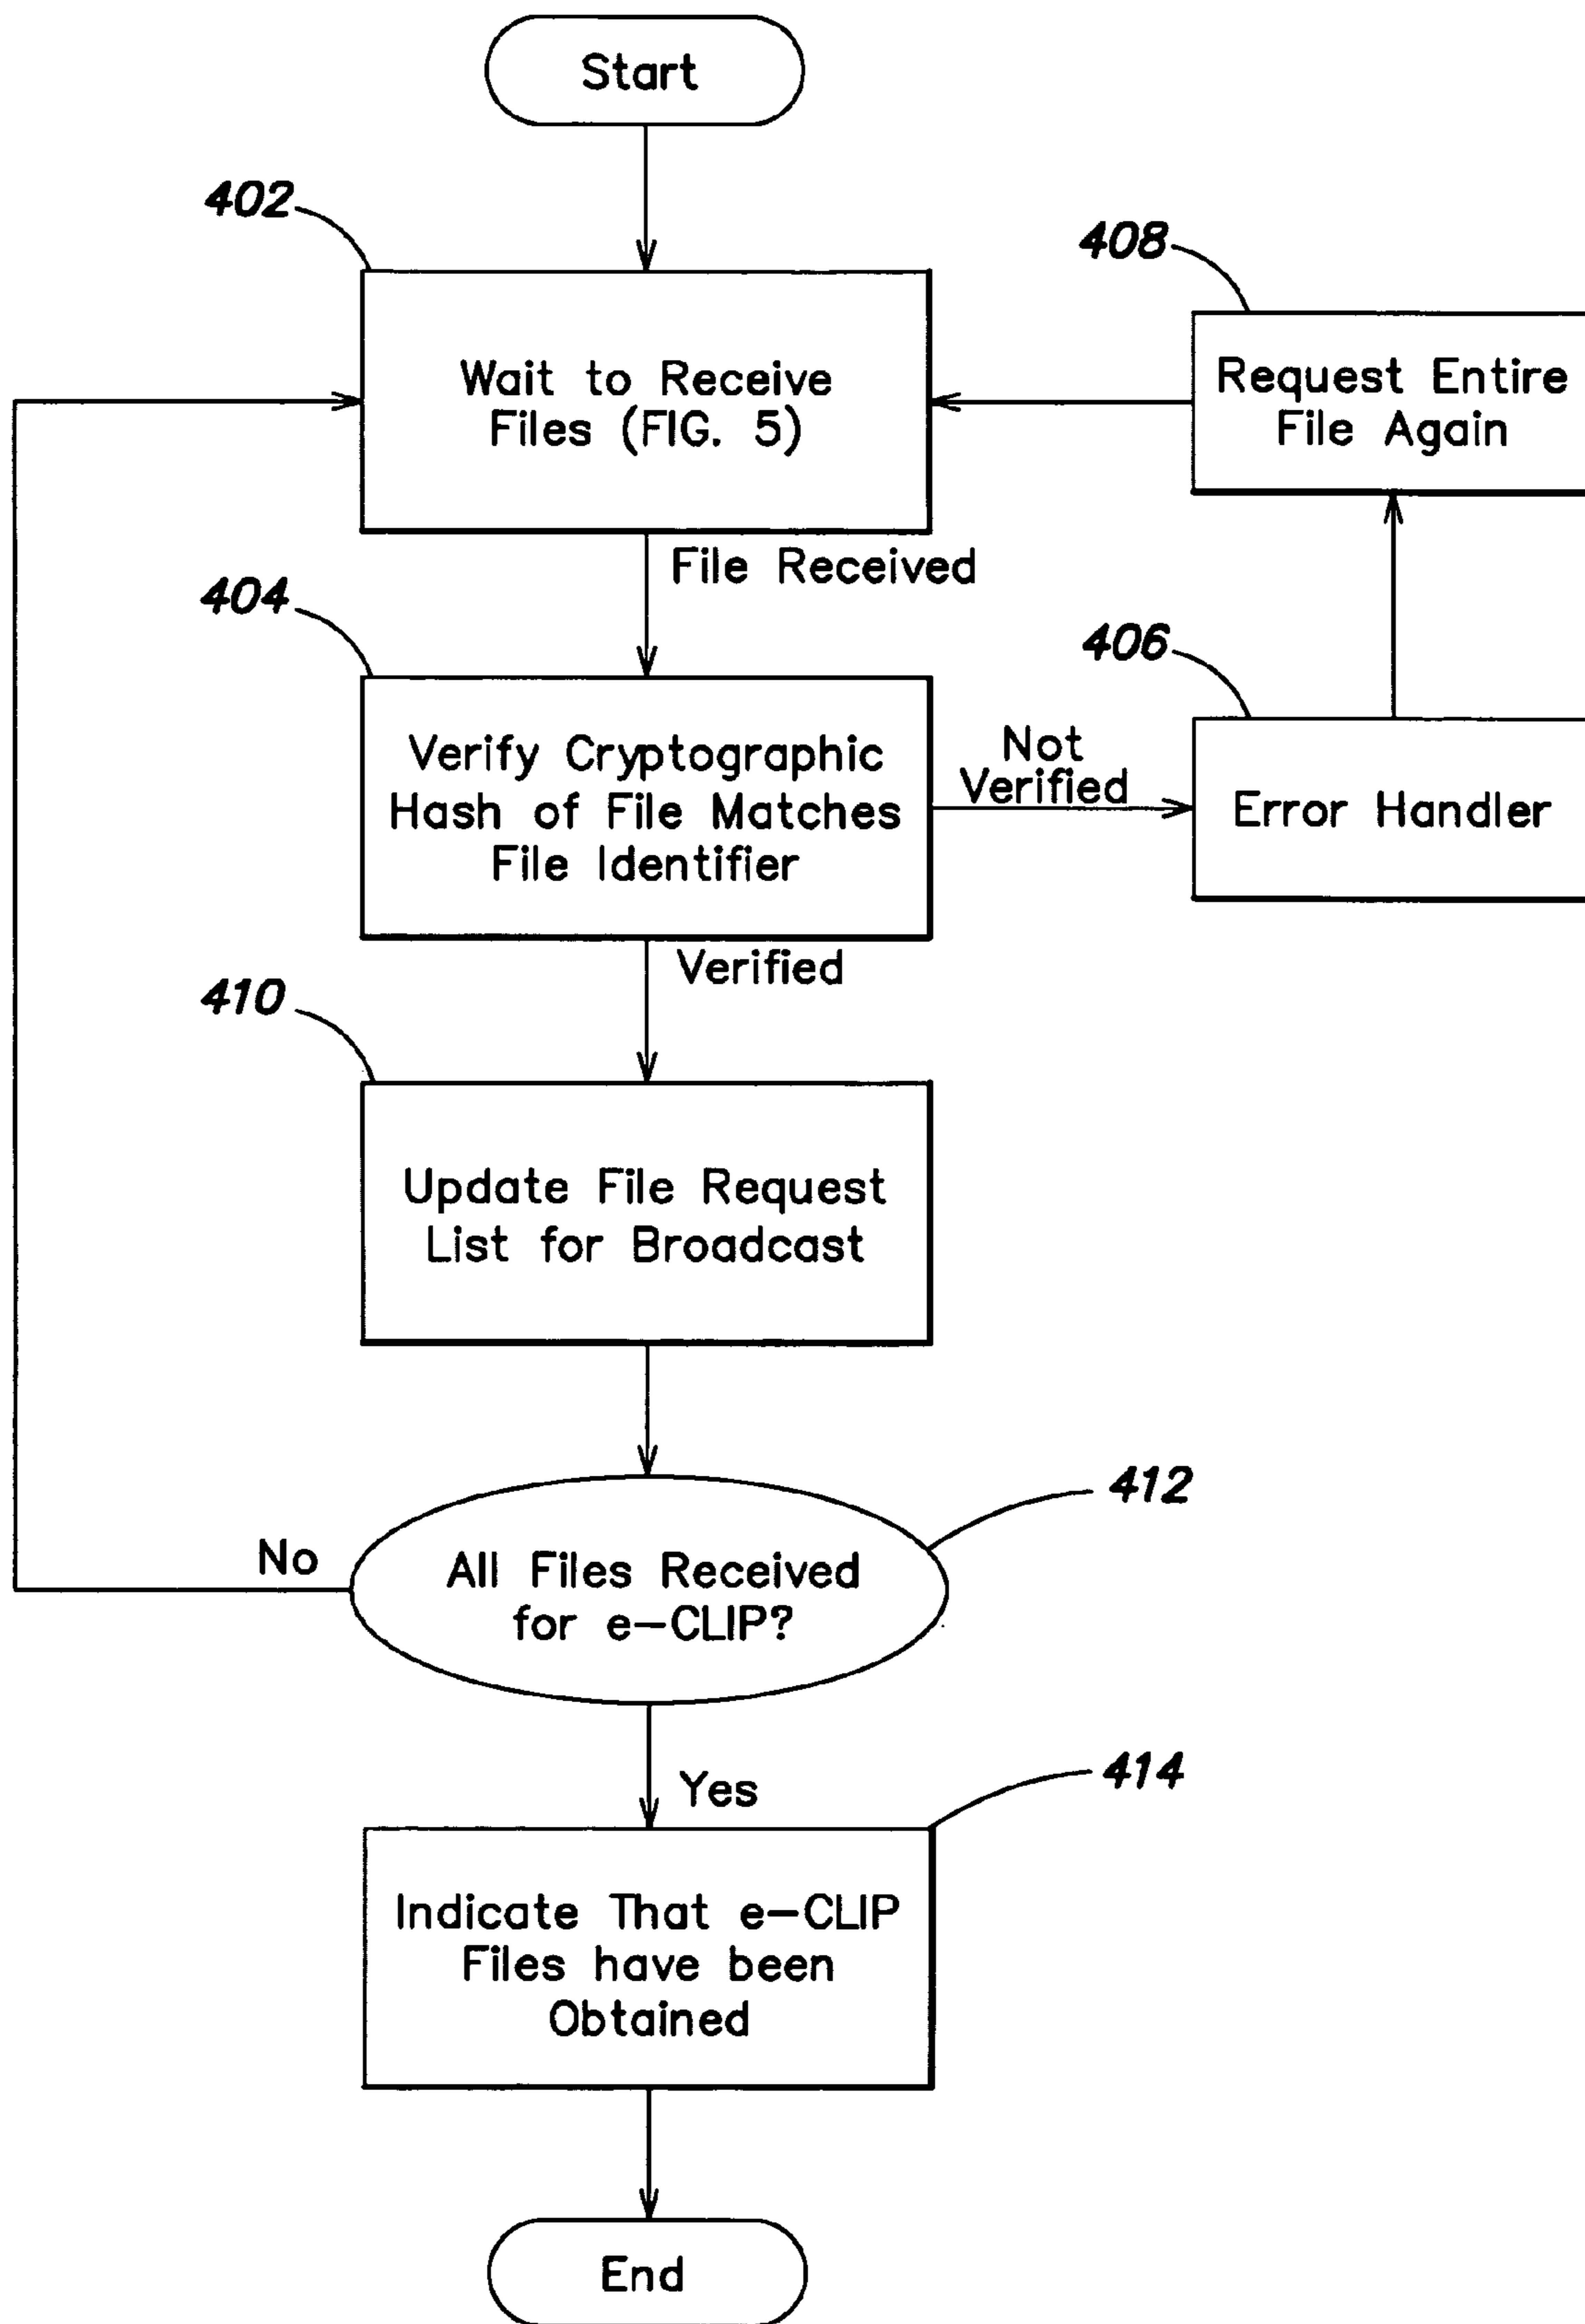 Start
402
Wait to Receive
Files (FIG. 5)
408
Request Entire
File Again
File Received
404
Verify Cryptographic
Hash of File Matches
File Identifier
Not
Verified
406
Error Handler
Verified
410
Update File Request
List for Broadcast
412
All Files Received
for e-CLIP?
No
Yes
414
Indicate That e-CLIP
Files have been
Obtained
End